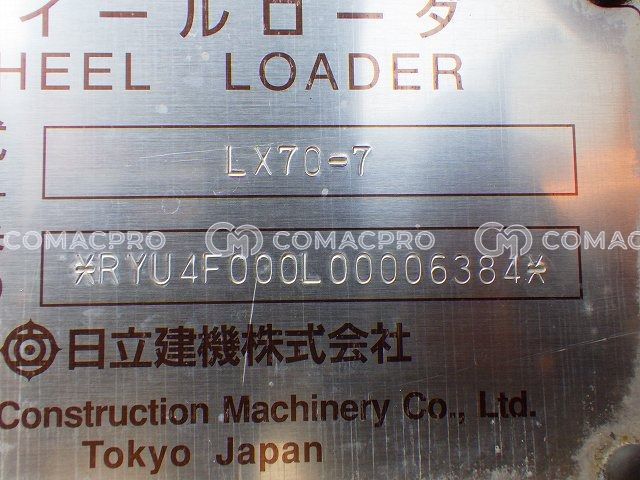 イールローダ
HEEL LOADER
LX70-7
COMACPRO COMACPRO COMACPRO
*RYU4F000L00006384*
日立建機株式会社
Construction Machinery Co., Ltd.
Tokyo Japan